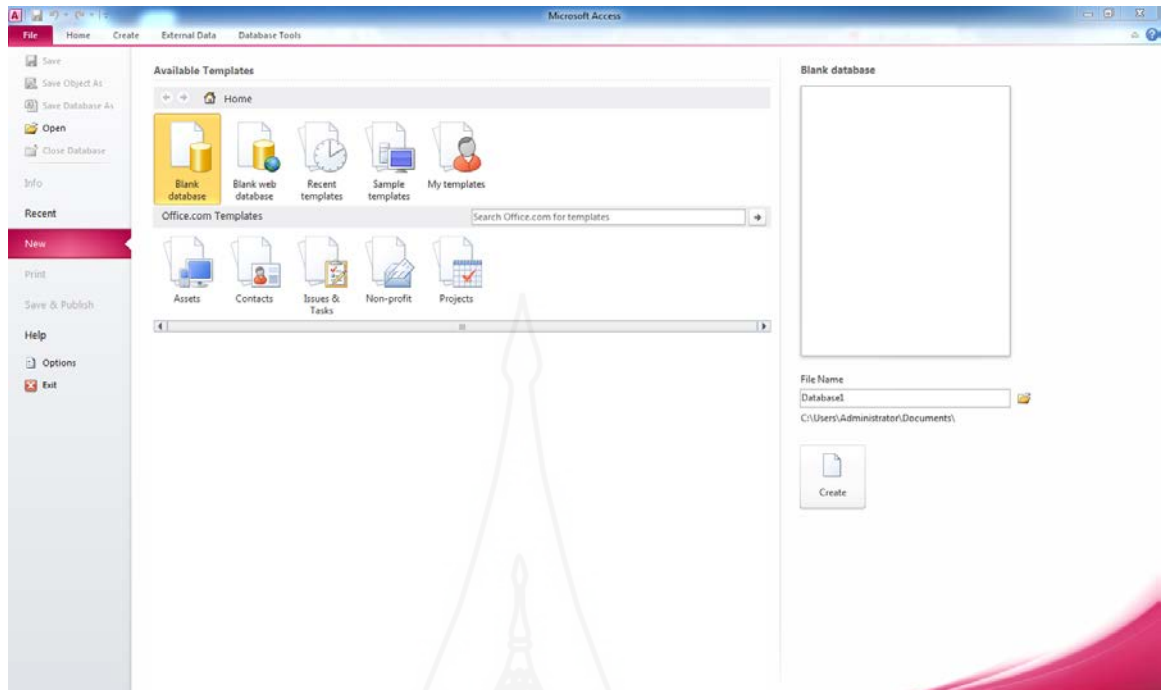 A
Microsoft Access
File Home Create External Data Database Tools
Save
Save Object As
Save Database As
Open
Close Database
Info
Recent
New
Print
Save & Publish
Help
Options
Exit
Available Templates
Home
Blank database
Blank web database
Recent templates
Sample templates
My templates
Office.com Templates
Search Office.com for templates
Assets
Contacts
Issues & Tasks
Non-profit
Projects
Blank database
File Name
Database1
C:\Users\Administrator\Documents\
Create